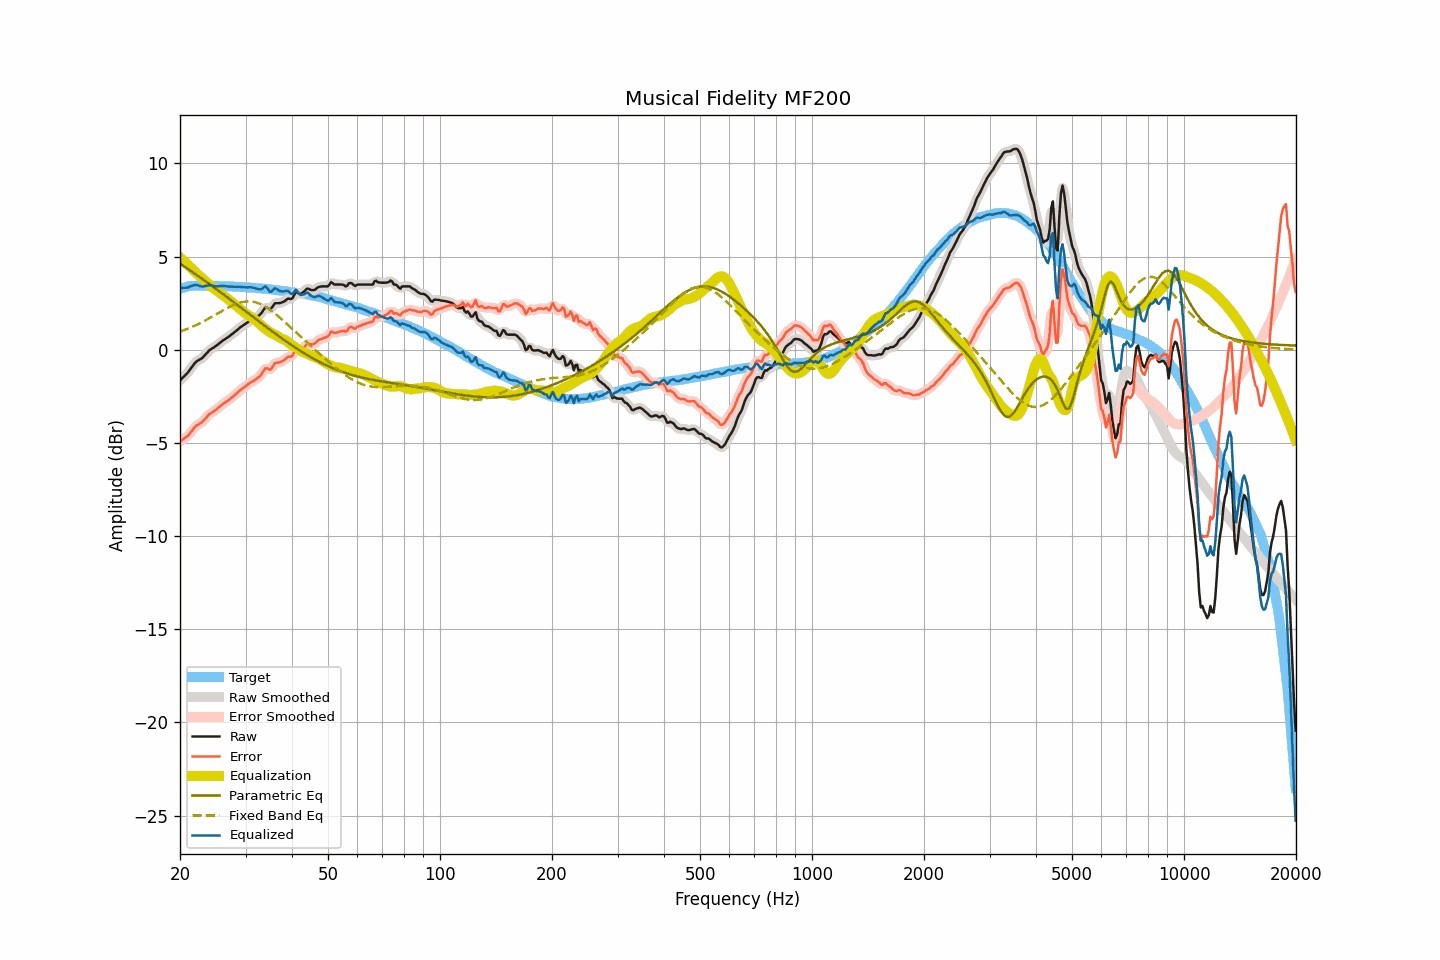 Musical Fidelity MF200
Amplitude (dBr)
10
5
0
−5
−10
−15
−20
−25
Target
Raw Smoothed
Error Smoothed
Raw
Error
Equalization
Parametric Eq
Fixed Band Eq
Equalized
20 50 100 200 500 1000 2000 5000 10000 20000
Frequency (Hz)